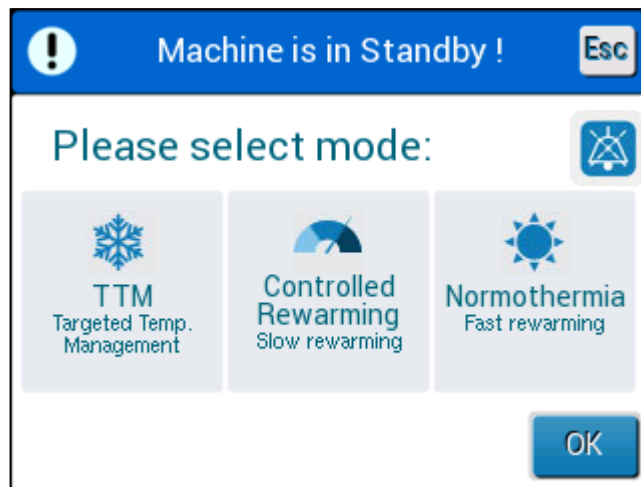 Machine is in Standby !
Esc
Please select mode:
TTM
Targeted Temp.
Management
Controlled
Rewarming
Slow rewarming
Normothermia
Fast rewarming
OK